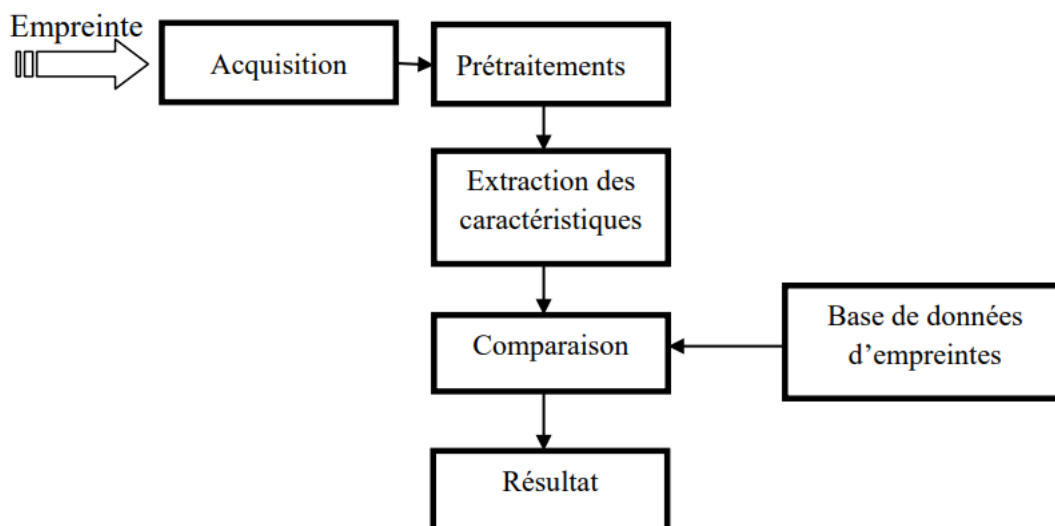 Empreinte
Acquisition
Prétraitements
Extraction des
caractéristiques
Comparaison
Base de données
d’empreintes
Résultat